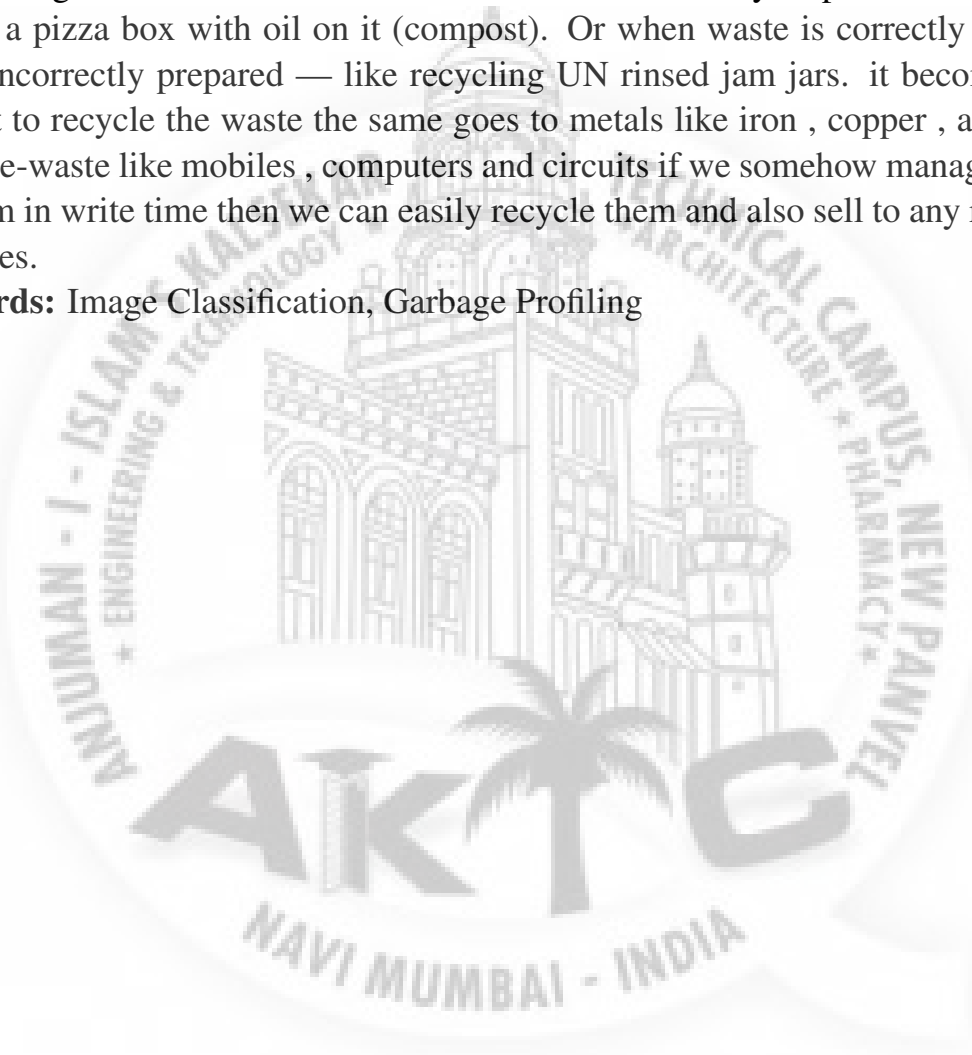 a pizza box with oil on it (compost). Or when waste is correctly
ncorrectly prepared — like recycling UN rinsed jam jars. it beco
t to recycle the waste the same goes to metals like iron , copper , a
e-waste like mobiles , computers and circuits if we somehow manag
m in write time then we can easily recycle them and also sell to any
es.
rds: Image Classification, Garbage Profiling
ANJUMAN - I - ISLAM'S KALSEKAR TECHNICAL CAMPUS, NEW PANVEL
* ENGINEERING & TECHNOLOGY * ARCHITECTURE * PHARMACY *
AKTC
NAVI MUMBAI - INDIA